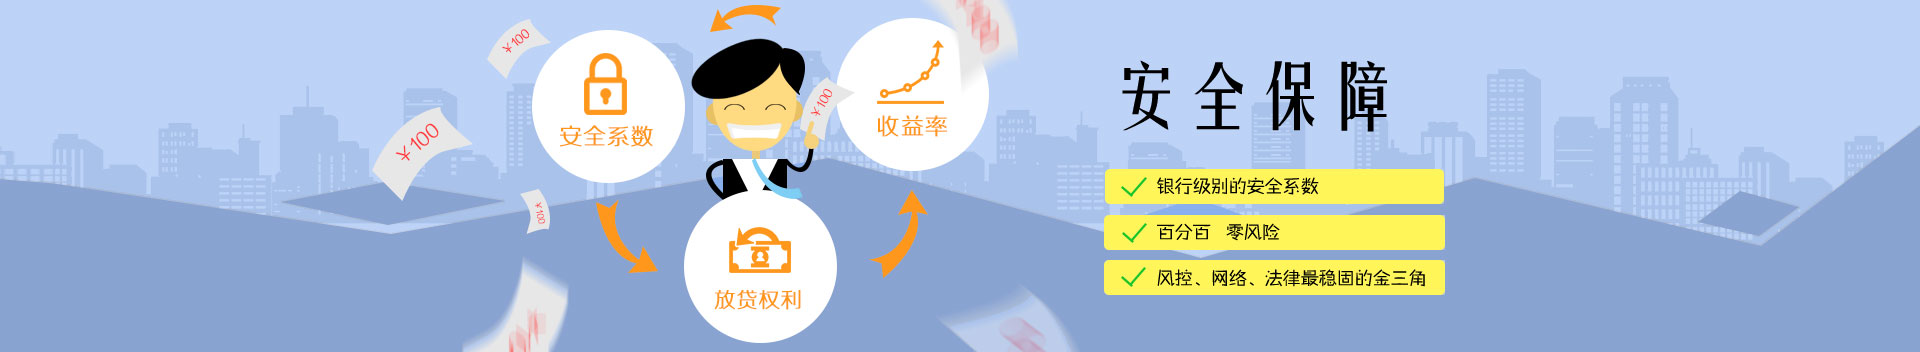 ¥100
¥100
¥100
¥100
安全系数
收益率
放贷权利
安全保障
银行级别的安全系数
百分百 零风险
风控、网络、法律最稳固的金三角